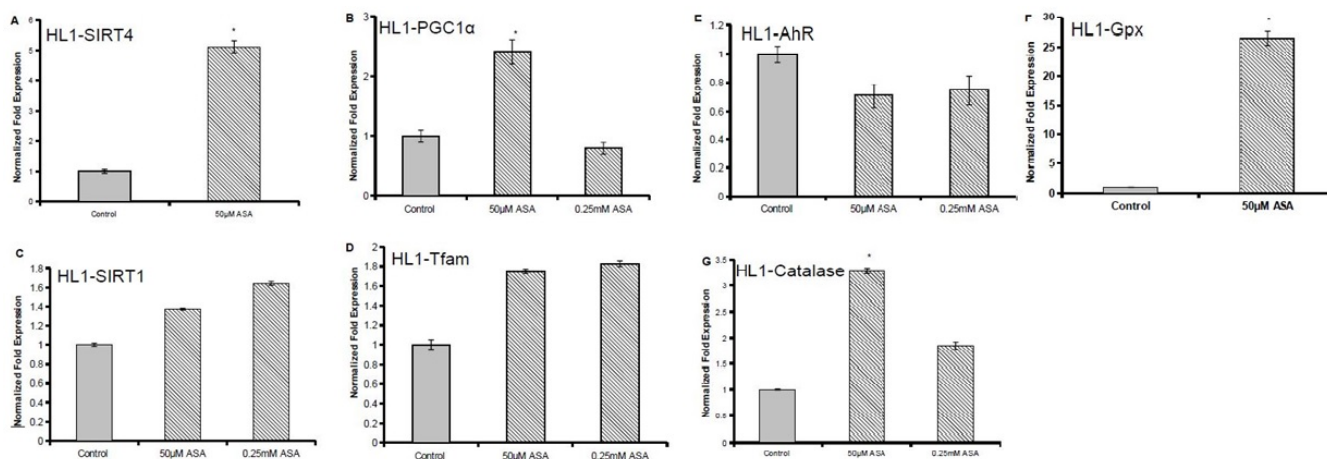 A
HL1-SIRT4
Normalized Fold Expression
6
5
4
3
2
1
0
Control
50µM ASA
*
B
HL1-PGC1α
Normalized Fold Expression
3
2
1
0
Control
50µM ASA
0.25mM ASA
*
HL1-AhR
Normalized Fold Expression
1.2
1
0.8
0.6
0.4
0.2
0
Control
50µM ASA
0.25mM ASA
HL1-Gpx
Normalized Fold Expression
30
25
20
15
10
5
0
Control
50µM ASA
C
HL1-SIRT1
Normalized Fold Expression
1.8
1.6
1.4
1.2
1
0.8
0.6
0.4
0.2
0
Control
50µM ASA
0.25mM ASA
D
HL1-Tfam
Normalized Fold Expression
2
1.8
1.6
1.4
1.2
1
0.8
0.6
0.4
0.2
0
Control
50µM ASA
0.25mM ASA
G
HL1-Catalase
Normalized Fold Expression
3.5
3
2.5
2
1.5
1
0.5
0
Control
50µM ASA
0.25mM ASA
*